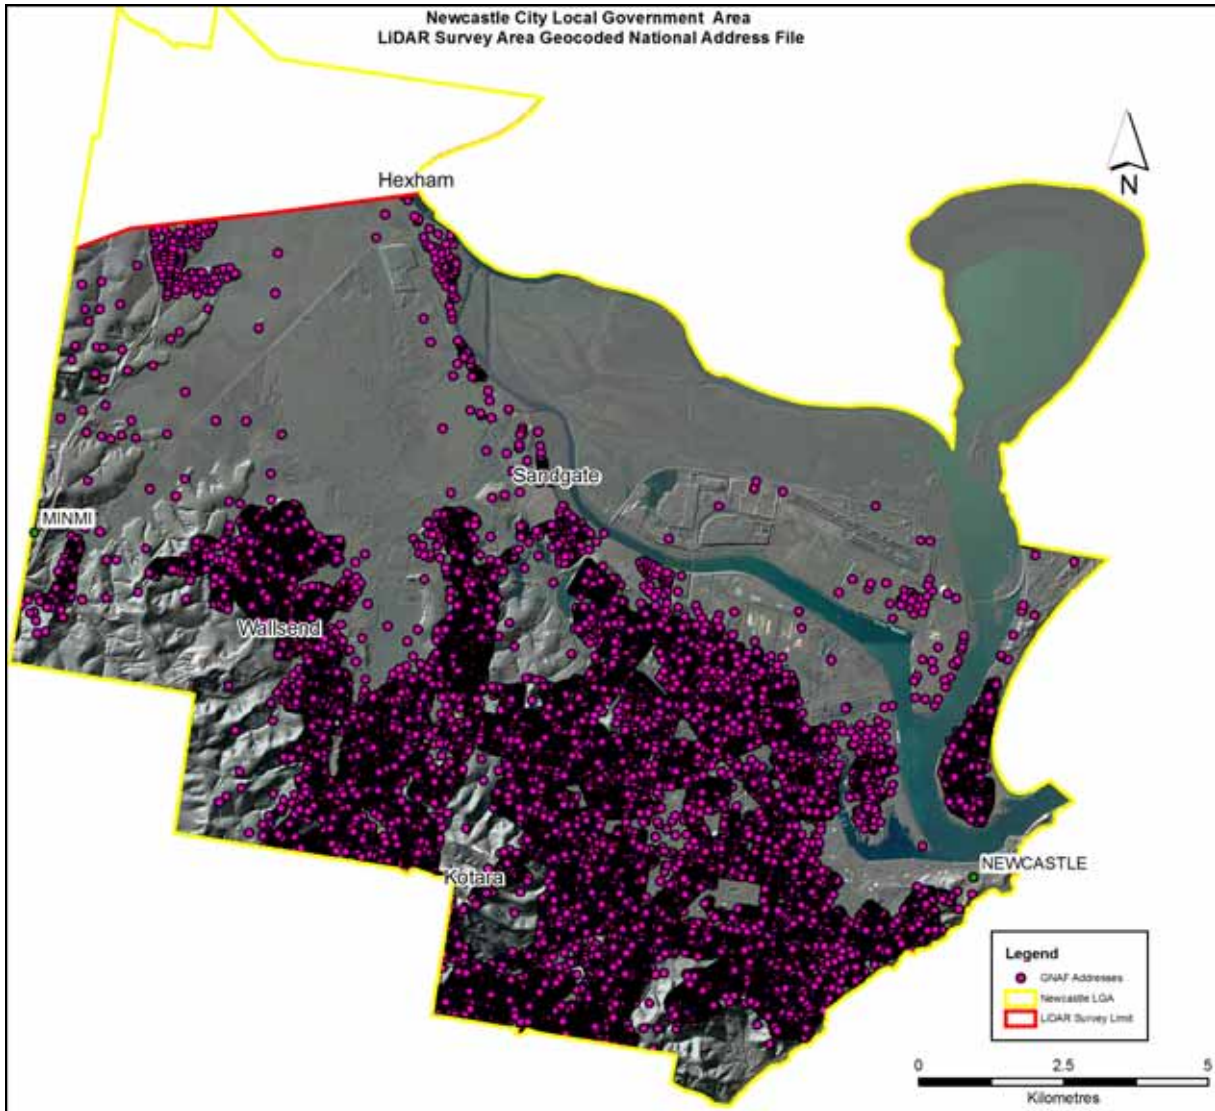 Newcastle City Local Government Area
LiDAR Survey Area Geocoded National Address File
Hexham
N
Sandgate
MINMI
Wallsend
Kotara
NEWCASTLE
Legend
GNAF Addresses
Newcastle LGA
LiDAR Survey Limit
0 2.5 5
Kilometres